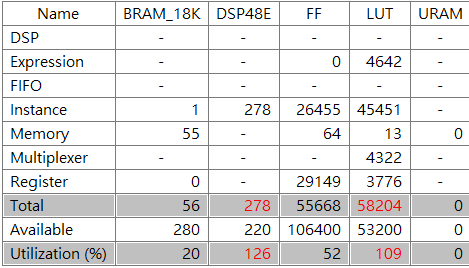 Name BRAM_18K DSP48E FF LUT URAM
DSP - - - - -
Expression - - 0 4642 -
FIFO - - - - -
Instance 1 278 26455 45451 -
Memory 55 - 64 13 0
Multiplexer - - - 4322 -
Register 0 - 29149 3776 -
Total 56 278 55668 58204 0
Available 280 220 106400 53200 0
Utilization (%) 20 126 52 109 0